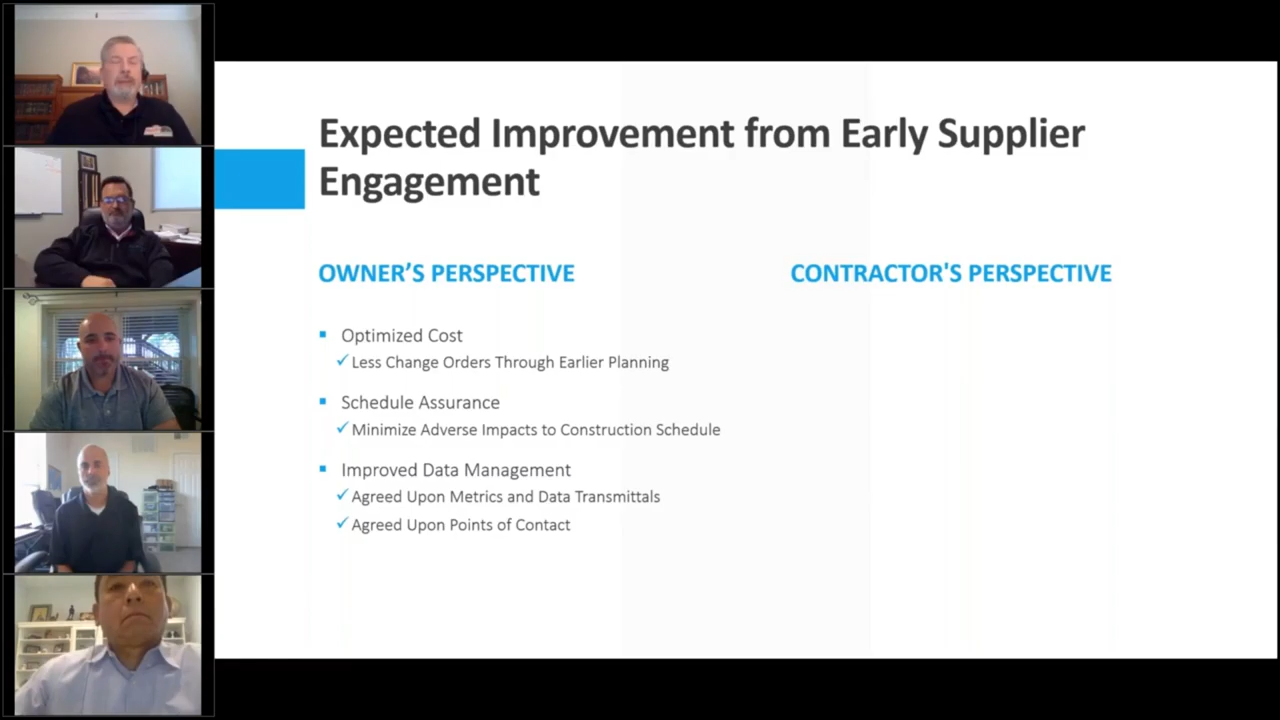 Expected Improvement from Early Supplier
Engagement
OWNER’S PERSPECTIVE
Optimized Cost
Less Change Orders Through Earlier Planning
Schedule Assurance
Minimize Adverse Impacts to Construction Schedule
Improved Data Management
Agreed Upon Metrics and Data Transmittals
Agreed Upon Points of Contact
CONTRACTOR'S PERSPECTIVE